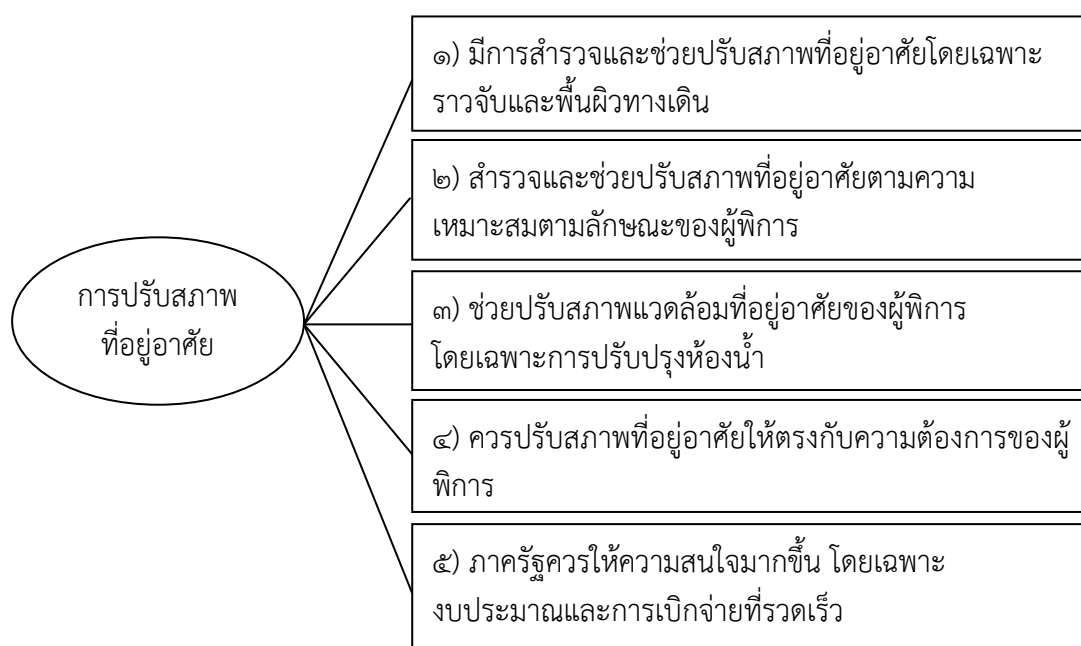 การปรับสภาพ
ที่อยู่อาศัย
๑) มีการสำรวจและช่วยปรับสภาพที่อยู่อาศัยโดยเฉพาะ
ราวจับและพื้นผิวทางเดิน
๒) สำรวจและช่วยปรับสภาพที่อยู่อาศัยตามความ
เหมาะสมตามลักษณะของผู้พิการ
๓) ช่วยปรับสภาพแวดล้อมที่อยู่อาศัยของผู้พิการ
โดยเฉพาะการปรับปรุงห้องน้ำ
๔) ควรปรับสภาพที่อยู่อาศัยให้ตรงกับความต้องการของผู้
พิการ
๕) ภาครัฐควรให้ความสนใจมากขึ้น โดยเฉพาะ
งบประมาณและการเบิกจ่ายที่รวดเร็ว